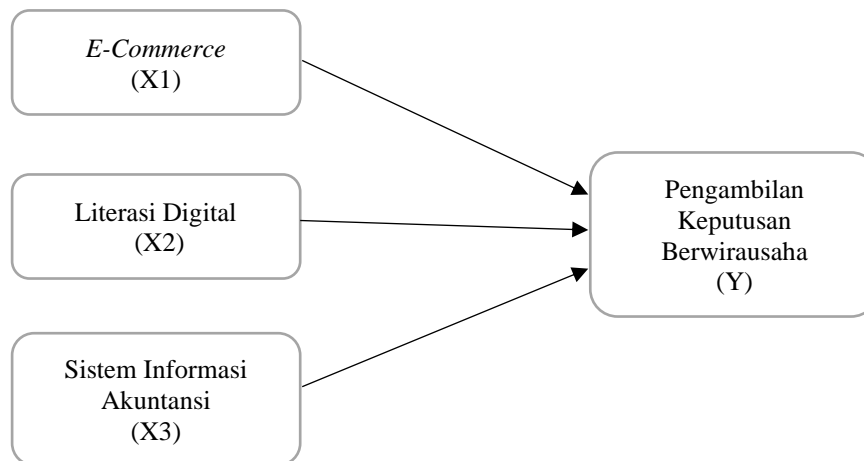 E-Commerce
(X1)
Literasi Digital
(X2)
Sistem Informasi
Akuntansi
(X3)
Pengambilan
Keputusan
Berwirausaha
(Y)